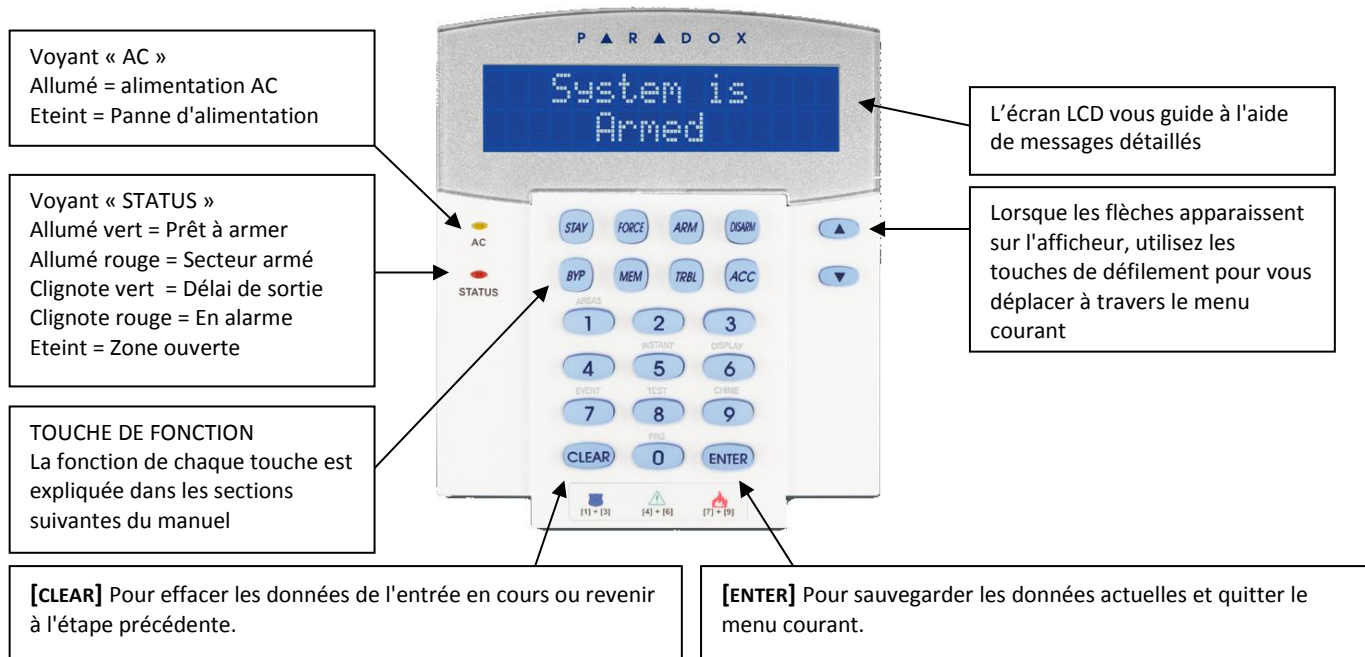 Voyant « AC »
Allumé = alimentation AC
Eteint = Panne d'alimentation
Voyant « STATUS »
Allumé vert = Prêt à armer
Allumé rouge = Secteur armé
Clignote vert = Délai de sortie
Clignote rouge = En alarme
Eteint = Zone ouverte
TOUCHE DE FONCTION
La fonction de chaque touche est
expliquée dans les sections
suivantes du manuel
PARADOX
System is
Armed
AC
STATUS
STAY FORCE ARM DISARM
BYP MEM TRBL ACC
AREAS
1 2 3
INSTANT DISPLAY
4 5 6
EVENT TEST CHIME
7 8 9
PRG
CLEAR 0 ENTER
[1] + [3] [4] + [6] [7] + [9]
L'écran LCD vous guide à l'aide
de messages détaillés
Lorsque les flèches apparaissent
sur l'afficheur, utilisez les
touches de défilement pour vous
déplacer à travers le menu
courant
[CLEAR] Pour effacer les données de l'entrée en cours ou revenir
à l'étape précédente.
[ENTER] Pour sauvegarder les données actuelles et quitter le
menu courant.